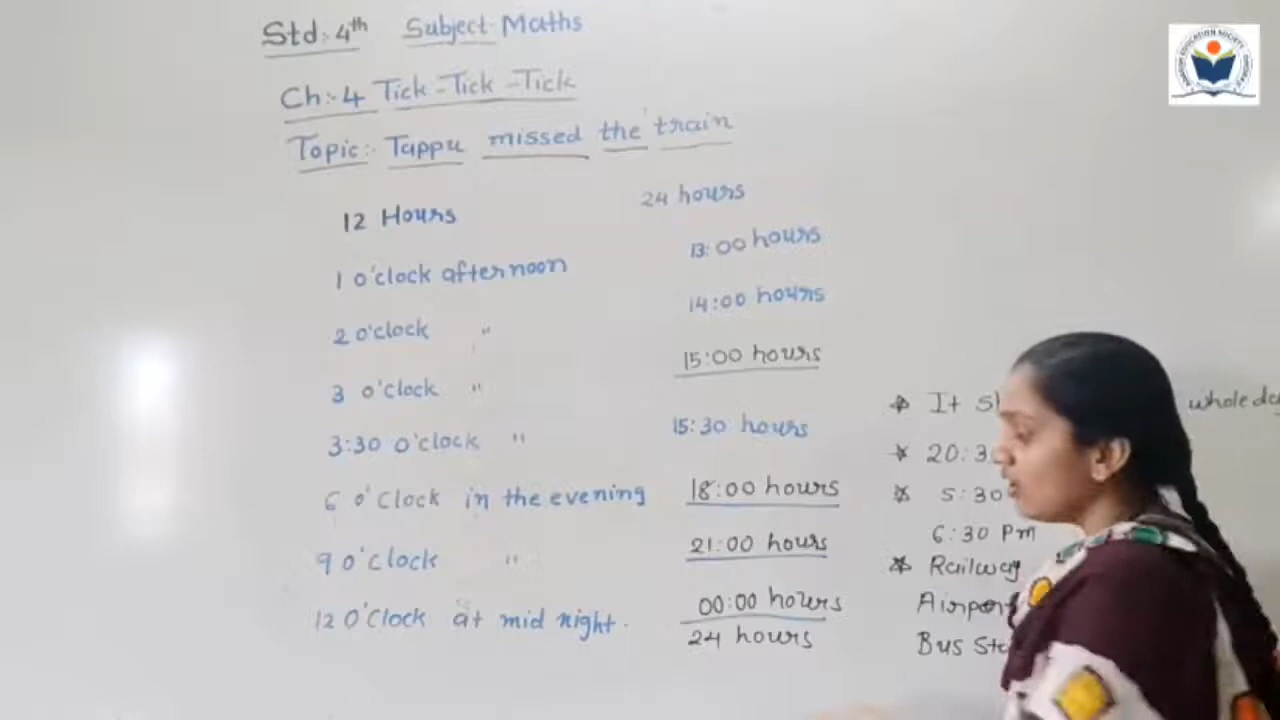 Std:- 4th Subject Maths
Ch:- 4 Tick-Tick-Tick
Topic:- Tappu missed the train
12 Hours 24 hours
1 o'clock afternoon 13:00 hours
2 o'clock " 14:00 hours
3 o'clock " 15:00 hours
3:30 o'clock " 15:30 hours
6 o'Clock in the evening 18:00 hours
9 o'clock " 21:00 hours
12 O'Clock at mid night. 00:00 hours
24 hours
It whole
20:3
5:30
6:30 Pm
Railway
Airport
Bus